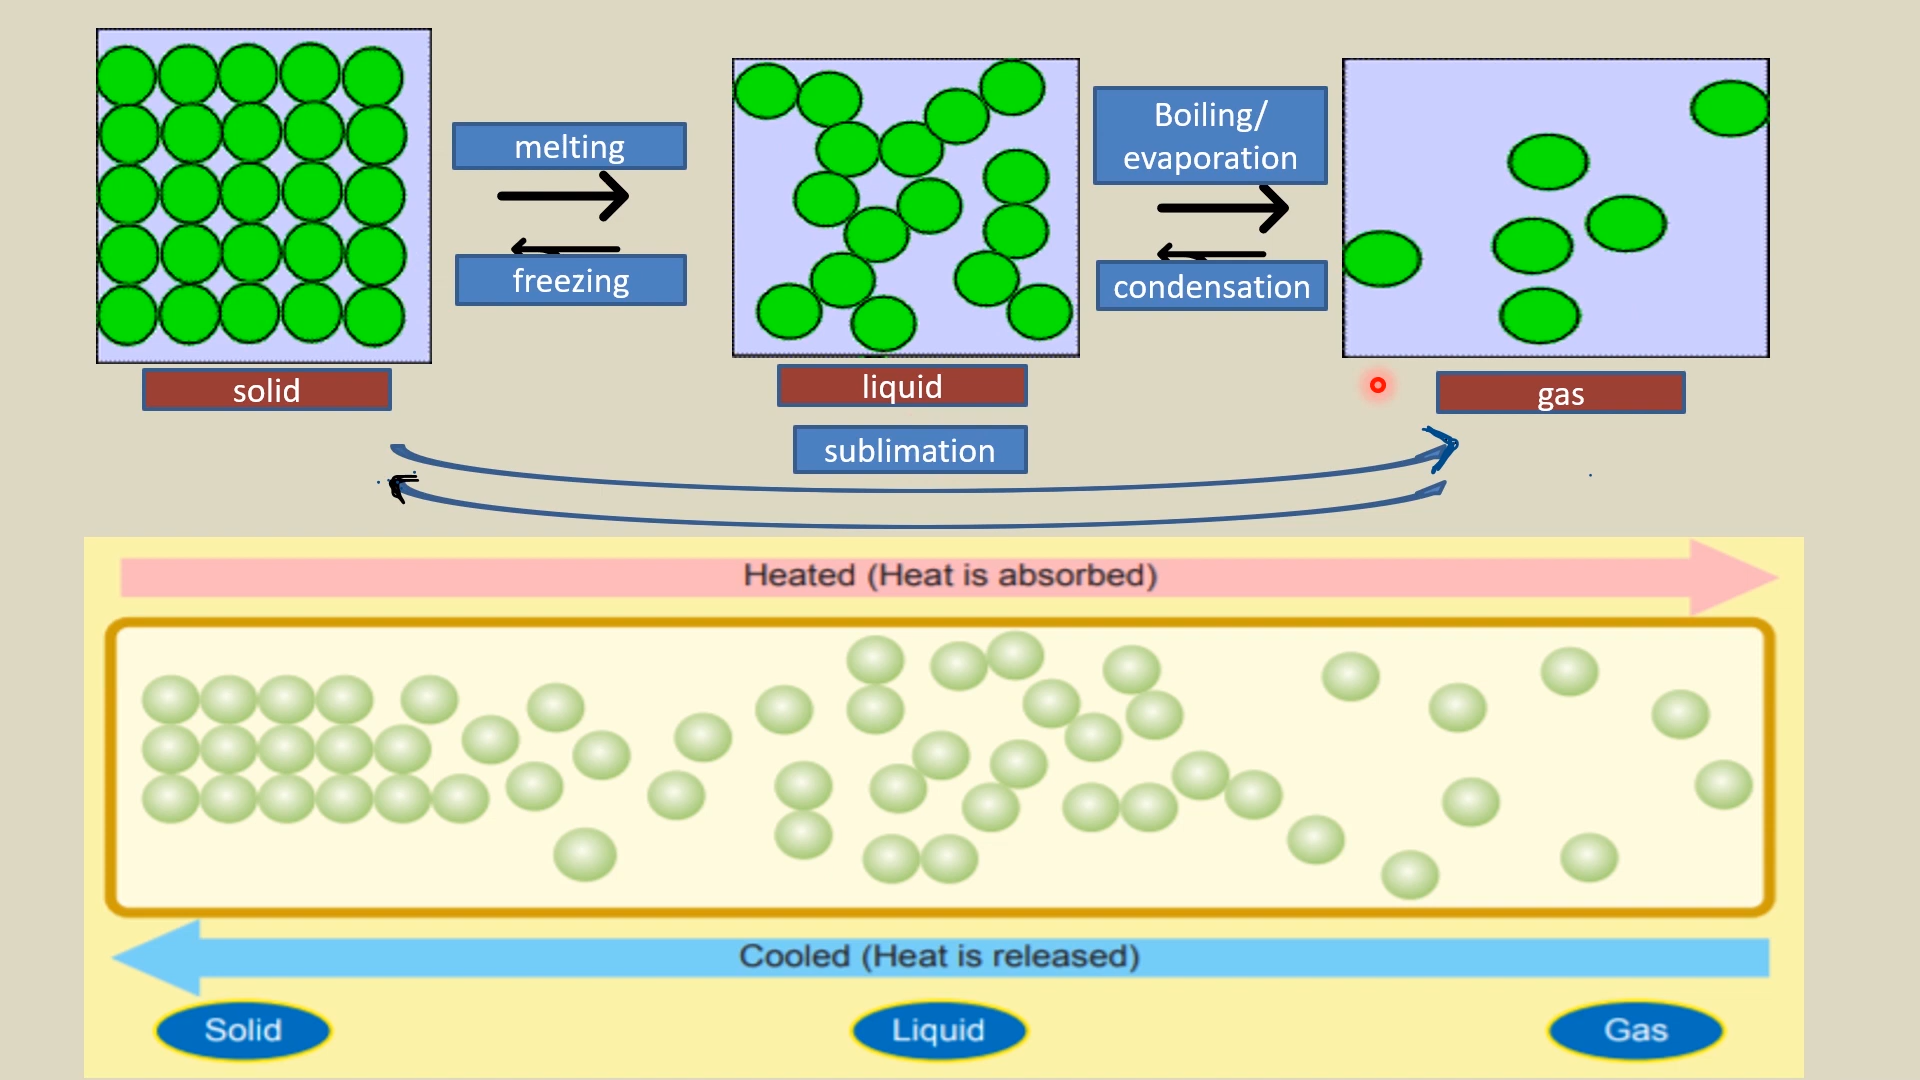 melting
freezing
Boiling/
evaporation
condensation
solid
liquid
gas
sublimation
Heated (Heat is absorbed)
Cooled (Heat is released)
Solid
Liquid
Gas